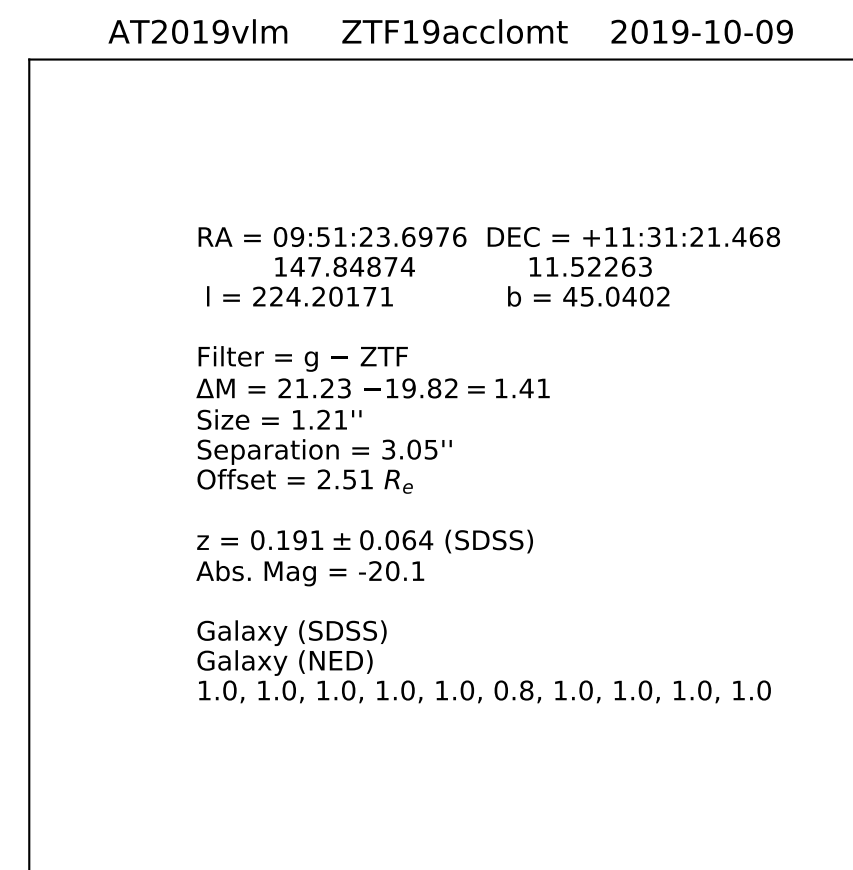 AT2019vlm ZTF19acclomt 2019-10-09
RA = 09:51:23.6976 DEC = +11:31:21.468
147.84874 11.52263
l = 224.20171 b = 45.0402
Filter = g − ZTF
ΔM = 21.23 −19.82 = 1.41
Size = 1.21''
Separation = 3.05''
Offset = 2.51 Rₑ
z = 0.191 ± 0.064 (SDSS)
Abs. Mag = -20.1
Galaxy (SDSS)
Galaxy (NED)
1.0, 1.0, 1.0, 1.0, 1.0, 0.8, 1.0, 1.0, 1.0, 1.0